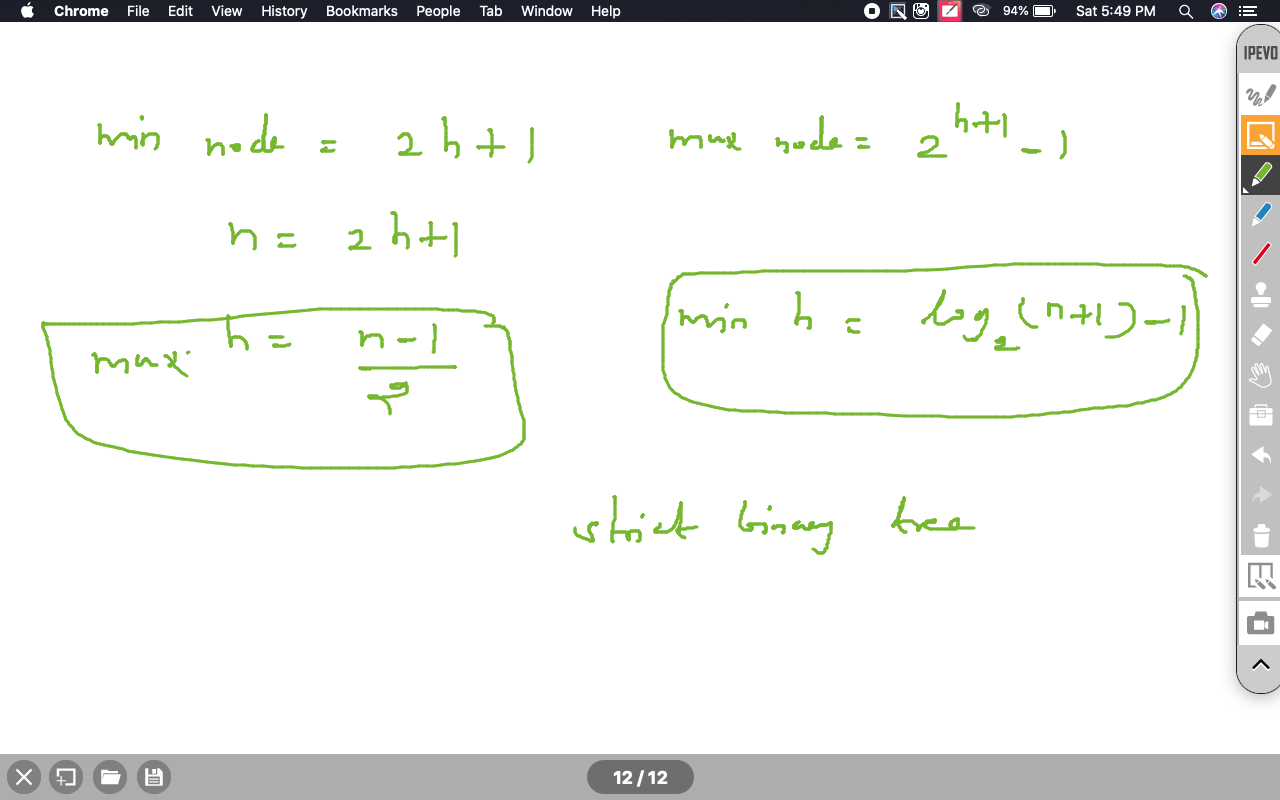 Chrome File Edit View History Bookmarks People Tab Window Help 94% Sat 5:49 PM
IPEVO
min node = 2h+1
max node = 2^{h+1} - 1
n = 2h+1
max h = \frac{n-1}{2}
min h = log_2 (n+1) - 1
strict binary tree
12 / 12